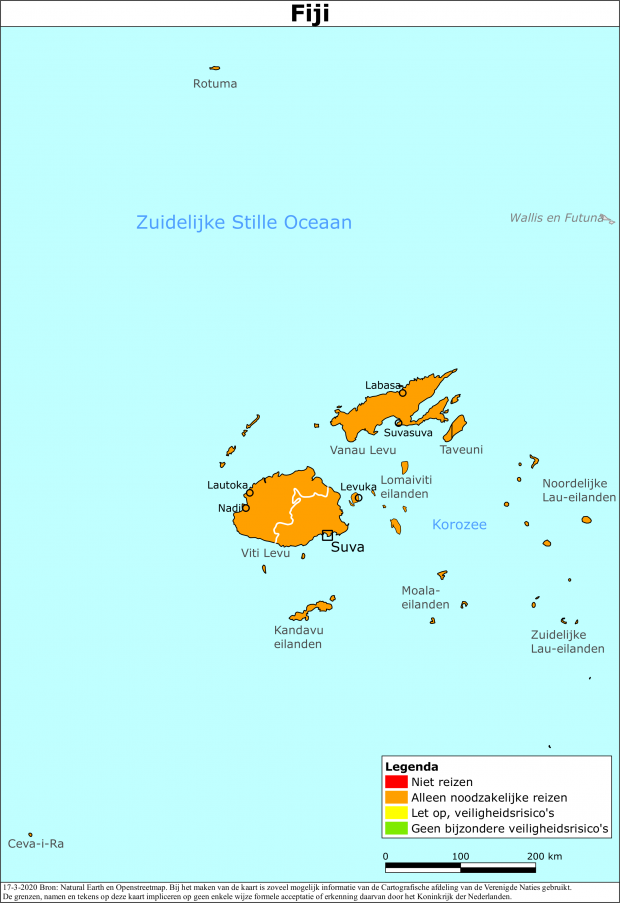 Fiji
Rotuma
Zuidelijke Stille Oceaan
Wallis en Futuna
Labasa
Suvasuva
Vanau Levu
Taveuni
Lautoka
Levuka
Lomaiviti
eilanden
Noordelijke
Lau-eilanden
Nadi
Korozee
Suva
Viti Levu
Moala-
eilanden
Kandavu
eilanden
Zuidelijke
Lau-eilanden
Legenda
Niet reizen
Alleen noodzakelijke reizen
Let op, veiligheidsrisico's
Geen bijzondere veiligheidsrisico's
Ceva-i-Ra
0 100 200 km
17-3-2020 Bron: Natural Earth en Openstreetmap. Bij het maken van de kaart is zoveel mogelijk informatie van de Cartografische afdeling van de Verenigde Naties gebruikt.
De grenzen, namen en tekens op deze kaart impliceren op geen enkele wijze formele acceptatie of erkenning daarvan door het Koninkrijk der Nederlanden.